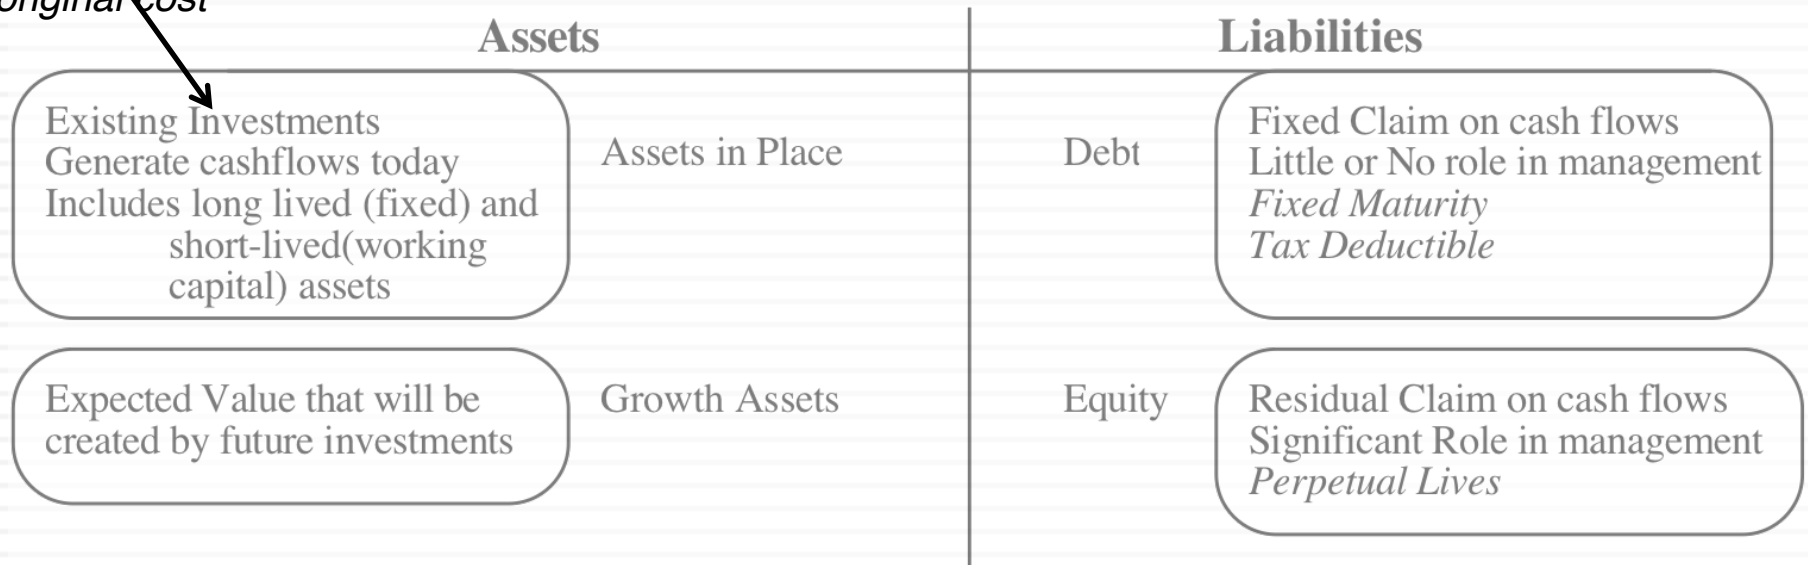 original cost
Assets
Liabilities
Existing Investments
Generate cashflows today
Includes long lived (fixed) and
short-lived(working
capital) assets
Assets in Place
Debt
Fixed Claim on cash flows
Little or No role in management
Fixed Maturity
Tax Deductible
Expected Value that will be
created by future investments
Growth Assets
Equity
Residual Claim on cash flows
Significant Role in management
Perpetual Lives